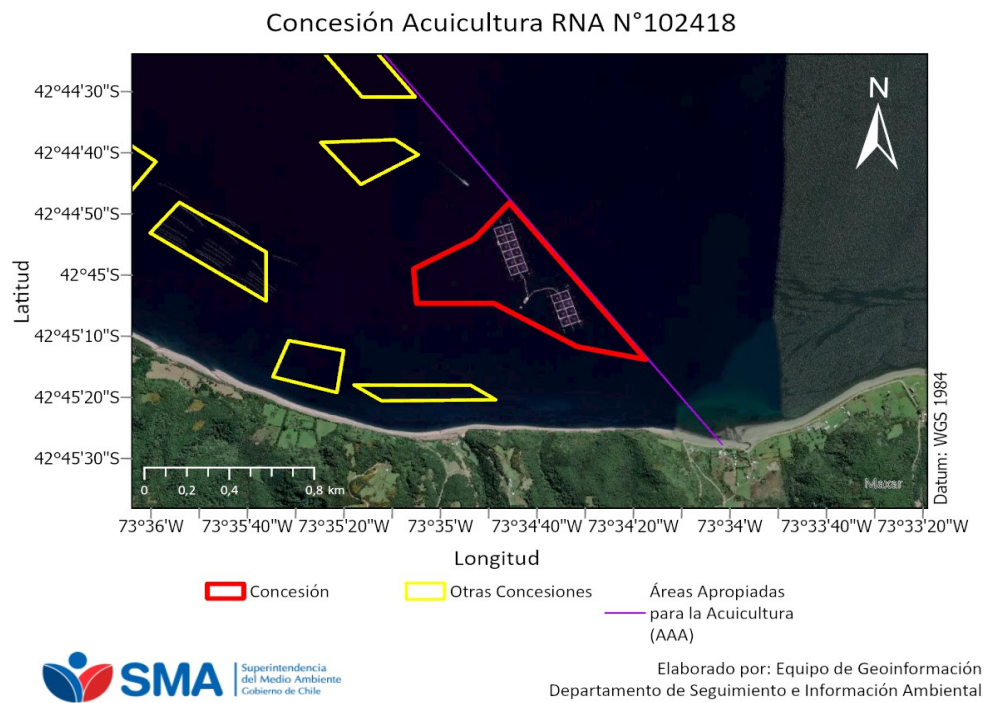 Concesión Acuicultura RNA N°102418
N
42°44'30"S
42°44'40"S
42°44'50"S
42°45'S
42°45'10"S
42°45'20"S
42°45'30"S
Latitud
0 0,2 0,4 0,8 km
Maxar
Datum: WGS 1984
73°36'W 73°35'40"W 73°35'20"W 73°35'W 73°34'40"W 73°34'20"W 73°34'W 73°33'40"W 73°33'20"W
Longitud
Concesión
Otras Concesiones
Áreas Apropiadas
para la Acuicultura
(AAA)
SMA
Superintendencia
del Medio Ambiente
Gobierno de Chile
Elaborado por: Equipo de Geoinformación
Departamento de Seguimiento e Información Ambiental